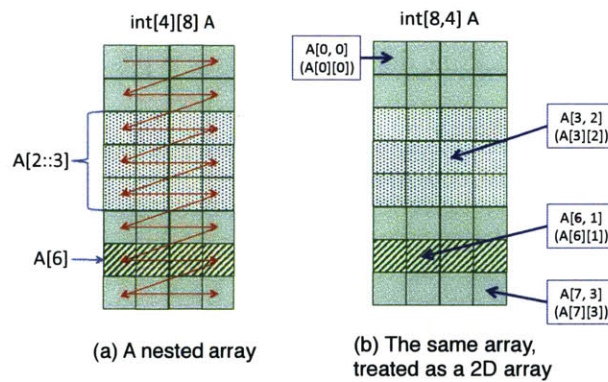 int[4][8] A
int[8,4] A
A[0, 0]
(A[0][0])
A[3, 2]
(A[3][2])
A[2::3]
A[6, 1]
(A[6][1])
A[6]
A[7, 3]
(A[7][3])
(a) A nested array
(b) The same array,
treated as a 2D array